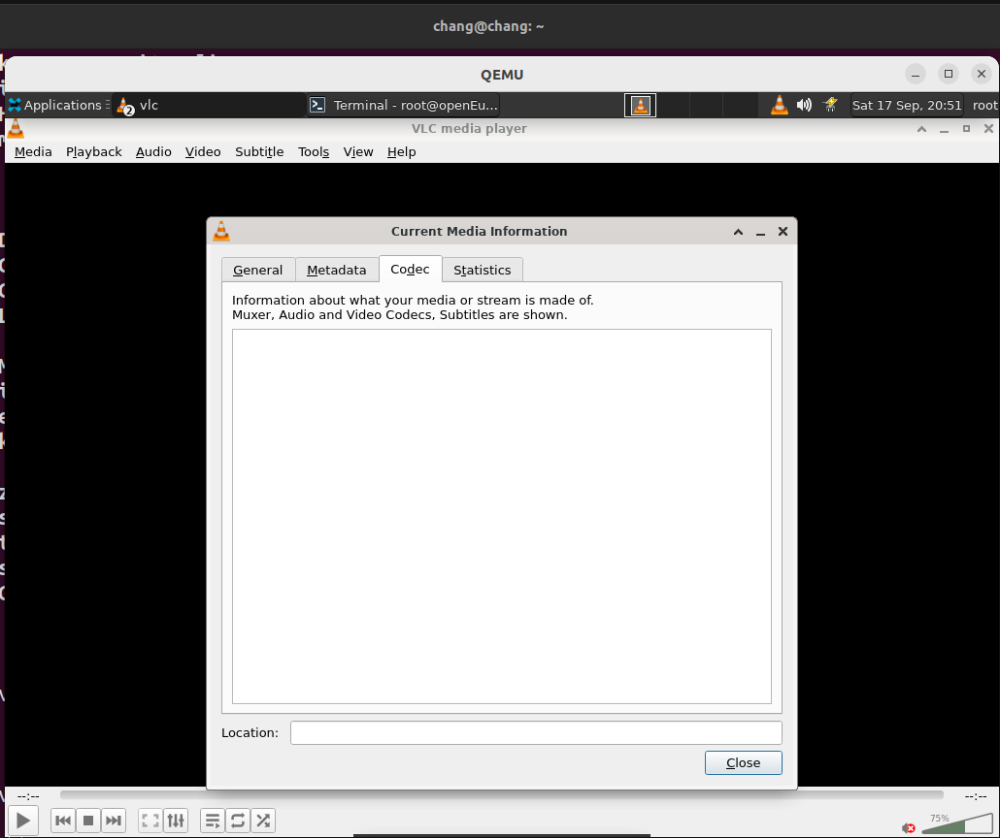 chang@chang: ~
QEMU
Applications 2 vlc Terminal - root@openEu... Sat 17 Sep, 20:51 root
VLC media player
Media Playback Audio Video Subtitle Tools View Help
Current Media Information
General Metadata Codec Statistics
Information about what your media or stream is made of.
Muxer, Audio and Video Codecs, Subtitles are shown.
Location:
Close
--:-- --:--
75%